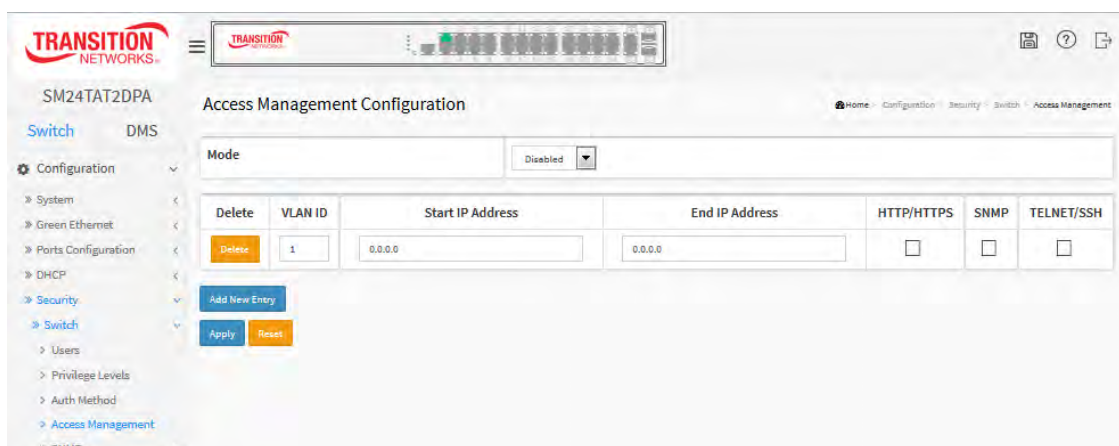 TRANSITION
NETWORKS
TRANSITION
NETWORKS
SM24TAT2DPA
Switch DMS
Configuration
System
Green Ethernet
Ports Configuration
DHCP
Security
Switch
Users
Privilege Levels
Auth Method
Access Management
Access Management Configuration
Home Configuration Security Switch Access Management
Mode Disabled
Delete VLAN ID Start IP Address End IP Address HTTP/HTTPS SNMP TELNET/SSH
Delete 1 0.0.0.0 0.0.0.0
Add New Entry
Apply Reset